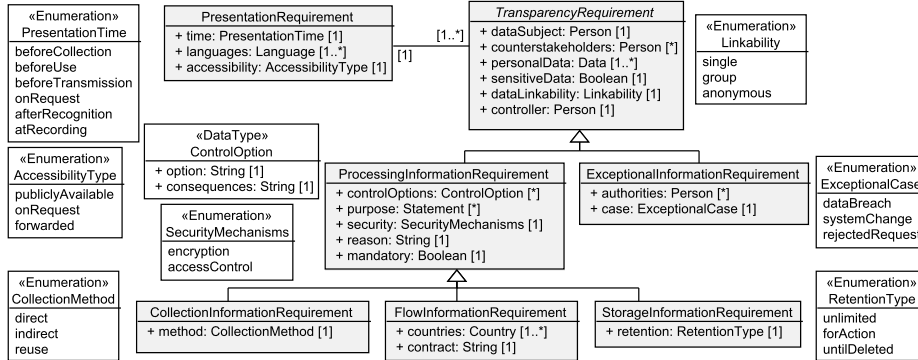 «Enumeration»
PresentationTime
beforeCollection
beforeUse
beforeTransmission
onRequest
afterRecognition
atRecording
PresentationRequirement
+ time: PresentationTime [1]
+ languages: Language [1..*]
+ accessibility: AccessibilityType [1]
[1]
[1..*]
TransparencyRequirement
+ dataSubject: Person [1]
+ counterstakeholders: Person [*]
+ personalData: Data [1..*]
+ sensitiveData: Boolean [1]
+ dataLinkability: Linkability [1]
+ controller: Person [1]
«Enumeration»
Linkability
single
group
anonymous
«Enumeration»
AccessibilityType
publiclyAvailable
onRequest
forwarded
«DataType»
ControlOption
+ option: String [1]
+ consequences: String [1]
«Enumeration»
SecurityMechanisms
encryption
accessControl
ProcessingInformationRequirement
+ controlOptions: ControlOption [*]
+ purpose: Statement [*]
+ security: SecurityMechanisms [1]
+ reason: String [1]
+ mandatory: Boolean [1]
ExceptionalInformationRequirement
+ authorities: Person [*]
+ case: ExceptionalCase [1]
«Enumeration»
ExceptionalCase
dataBreach
systemChange
rejectedRequest
«Enumeration»
CollectionMethod
direct
indirect
reuse
CollectionInformationRequirement
+ method: CollectionMethod [1]
FlowInformationRequirement
+ countries: Country [1..*]
+ contract: String [1]
StorageInformationRequirement
+ retention: RetentionType [1]
«Enumeration»
RetentionType
unlimited
forAction
untilDeleted